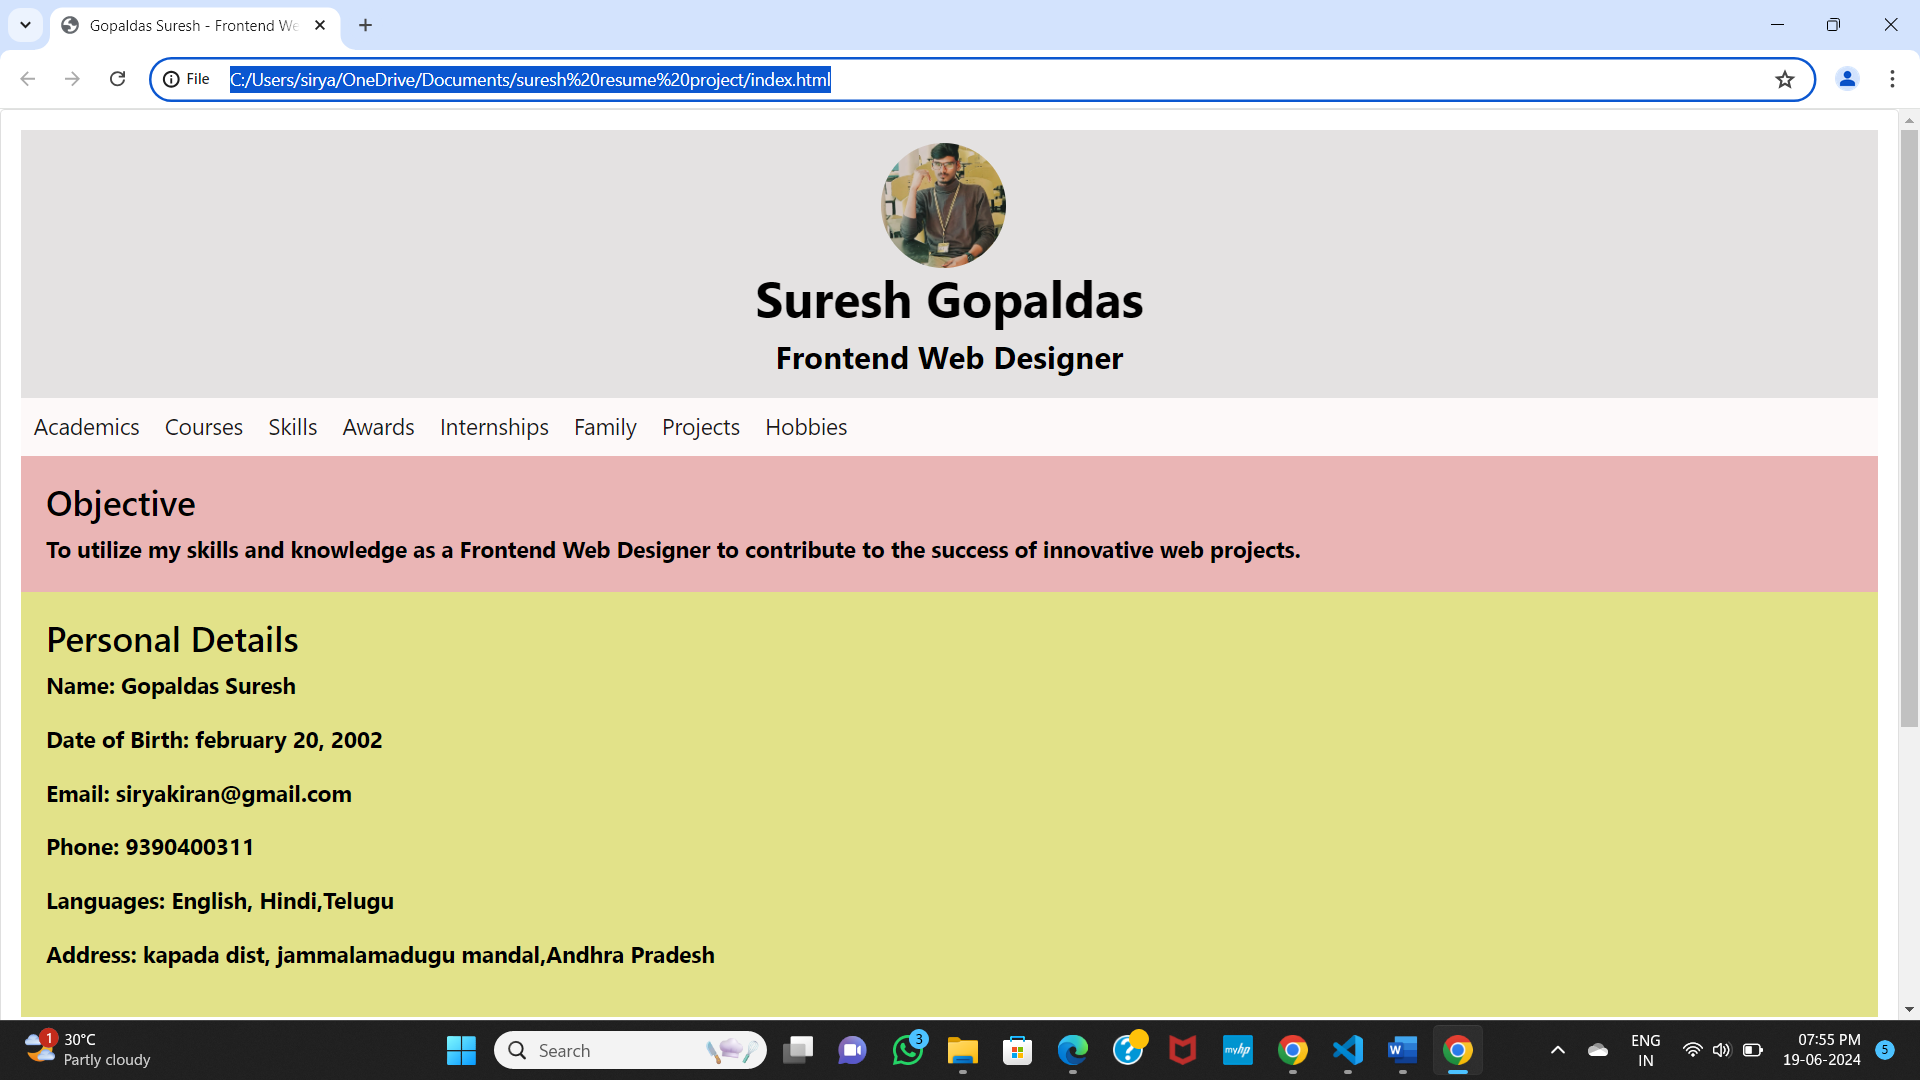 Gopaldas Suresh - Frontend We
File C:/Users/sirya/OneDrive/Documents/suresh%20resume%20project/index.html
Suresh Gopaldas
Frontend Web Designer
Academics Courses Skills Awards Internships Family Projects Hobbies
Objective
To utilize my skills and knowledge as a Frontend Web Designer to contribute to the success of innovative web projects.
Personal Details
Name: Gopaldas Suresh
Date of Birth: february 20, 2002
Email: siryakiran@gmail.com
Phone: 9390400311
Languages: English, Hindi,Telugu
Address: kapada dist, jammalamadugu mandal,Andhra Pradesh
1
30°C
Partly cloudy
Search
3
myhp
W
ENG
IN
07:55 PM
19-06-2024
5